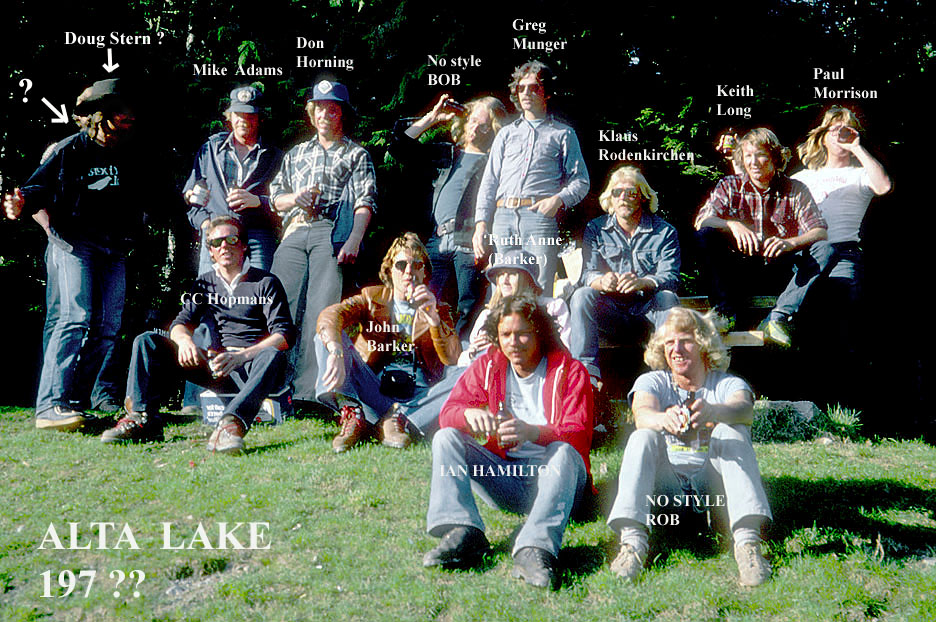 Doug Stern ?
?
Mike Adams
Don
Horning
No style
BOB
Greg
Munger
Klaus
Rodenkirchen
Keith
Long
Paul
Morrison
Ruth Anne
(Barker)
CC Hopmans
John
Barker
IAN HAMILTON
NO STYLE
ROB
ALTA LAKE
197 ??